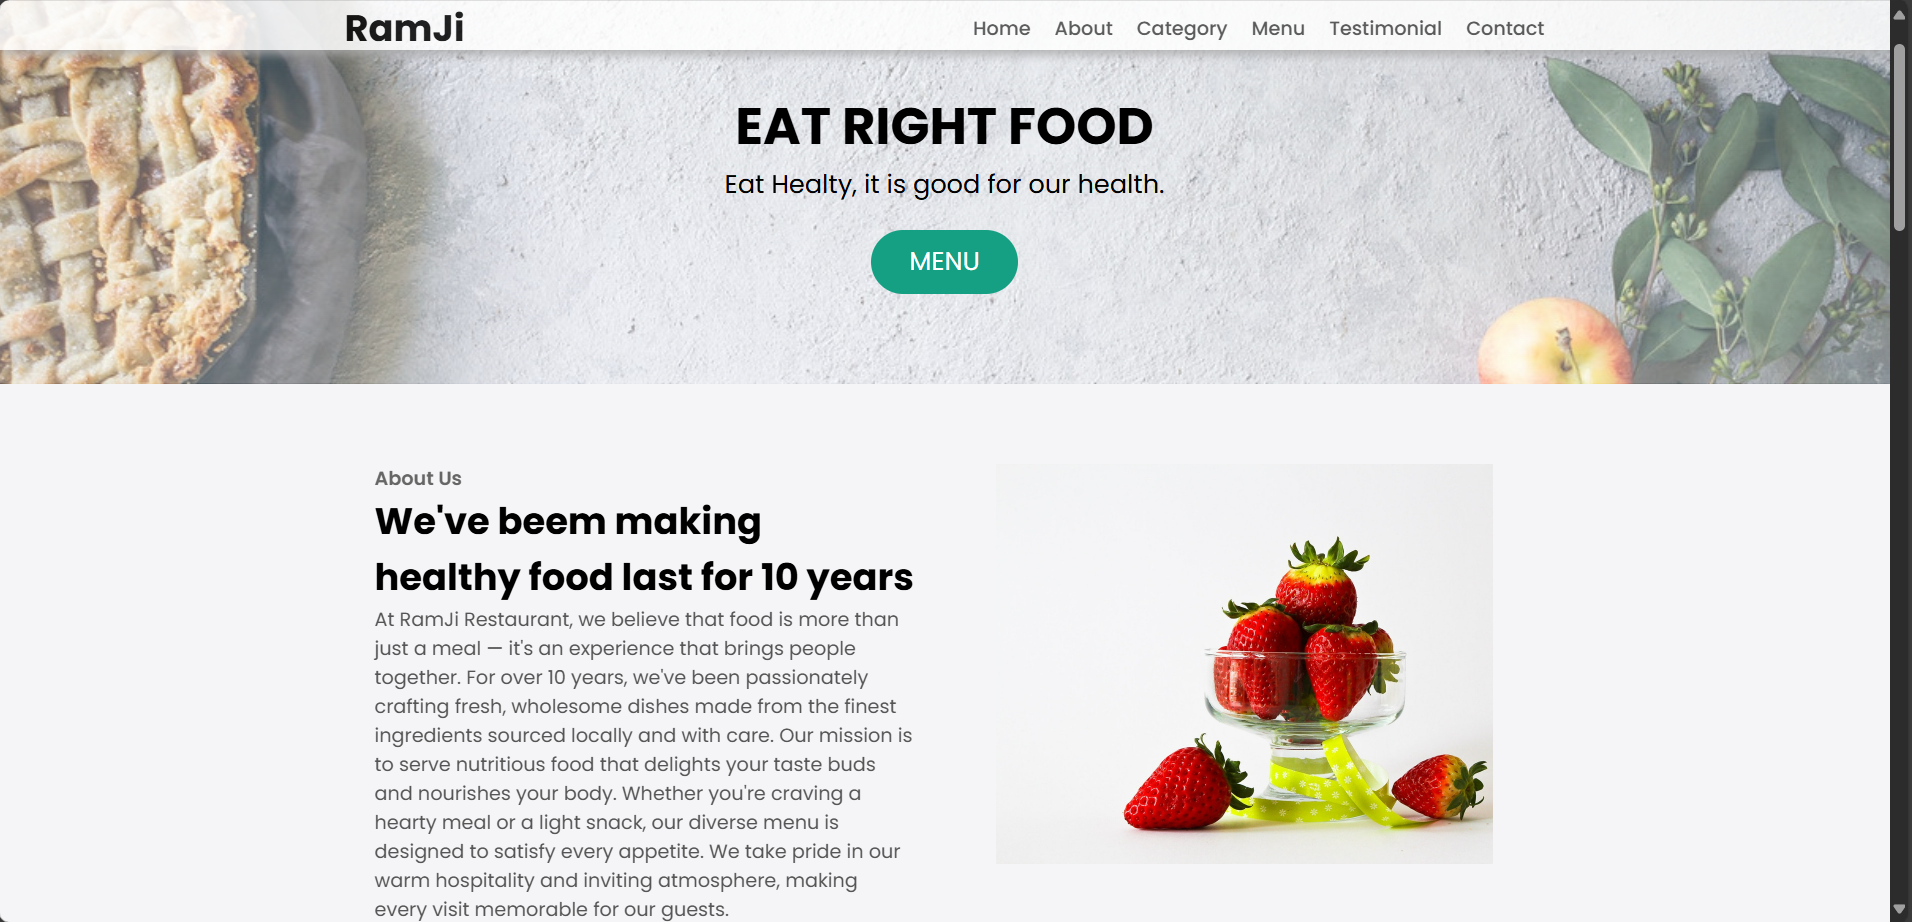 RamJi
Home About Category Menu Testimonial Contact
EAT RIGHT FOOD
Eat Healty, it is good for our health.
MENU
About Us
We've beem making
healthy food last for 10 years
At RamJi Restaurant, we believe that food is more than
just a meal — it's an experience that brings people
together. For over 10 years, we've been passionately
crafting fresh, wholesome dishes made from the finest
ingredients sourced locally and with care. Our mission is
to serve nutritious food that delights your taste buds
and nourishes your body. Whether you're craving a
hearty meal or a light snack, our diverse menu is
designed to satisfy every appetite. We take pride in our
warm hospitality and inviting atmosphere, making
every visit memorable for our guests.